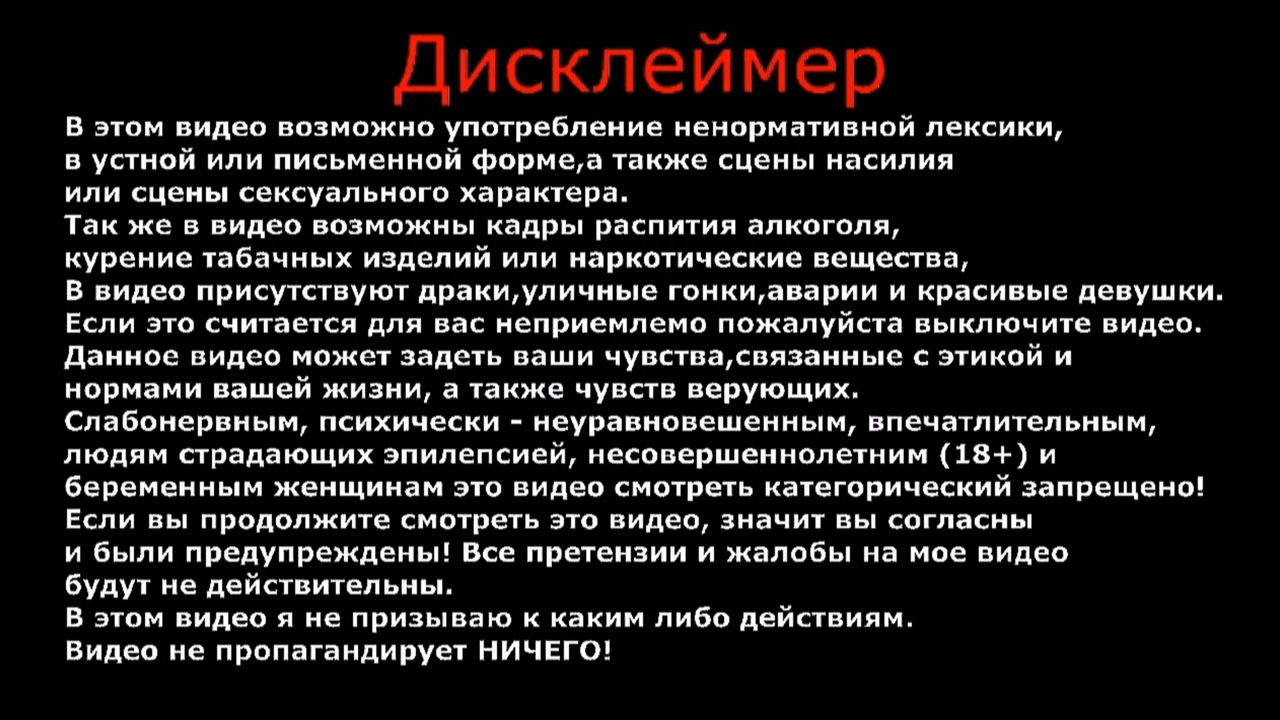 Дисклеймер
В этом видео возможно употребление ненормативной лексики,
в устной или письменной форме,а также сцены насилия
или сцены сексуального характера.
Так же в видео возможны кадры распития алкоголя,
курение табачных изделий или наркотические вещества,
В видео присутствуют драки,уличные гонки,аварии и красивые девушки.
Если это считается для вас неприемлемо пожалуйста выключите видео.
Данное видео может задеть ваши чувства,связанные с этикой и
нормами вашей жизни, а также чувств верующих.
Слабонервным, психически - неуравновешенным, впечатлительным,
людям страдающих эпилепсией, несовершеннолетним (18+) и
беременным женщинам это видео смотреть категорический запрещено!
Если вы продолжите смотреть это видео, значит вы согласны
и были предупреждены! Все претензии и жалобы на мое видео
будут не действительны.
В этом видео я не призываю к каким либо действиям.
Видео не пропагандирует НИЧЕГО!